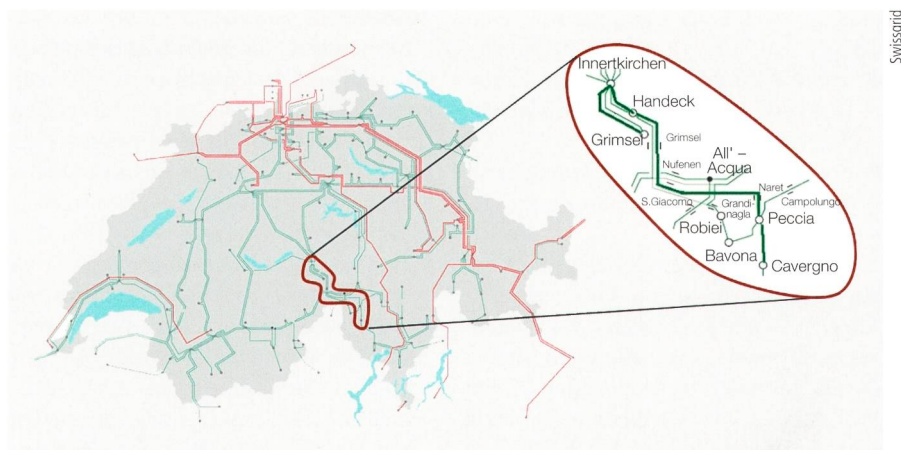 Swissgrid
Innertkirchen
Handeck
Grimsel
Grimsel
All' –
Acqua
Nufenen
Naret
S.Giacomo
Grandi-
nagla
Campolungo
Peccia
Robiei
Bavona
Cavergno